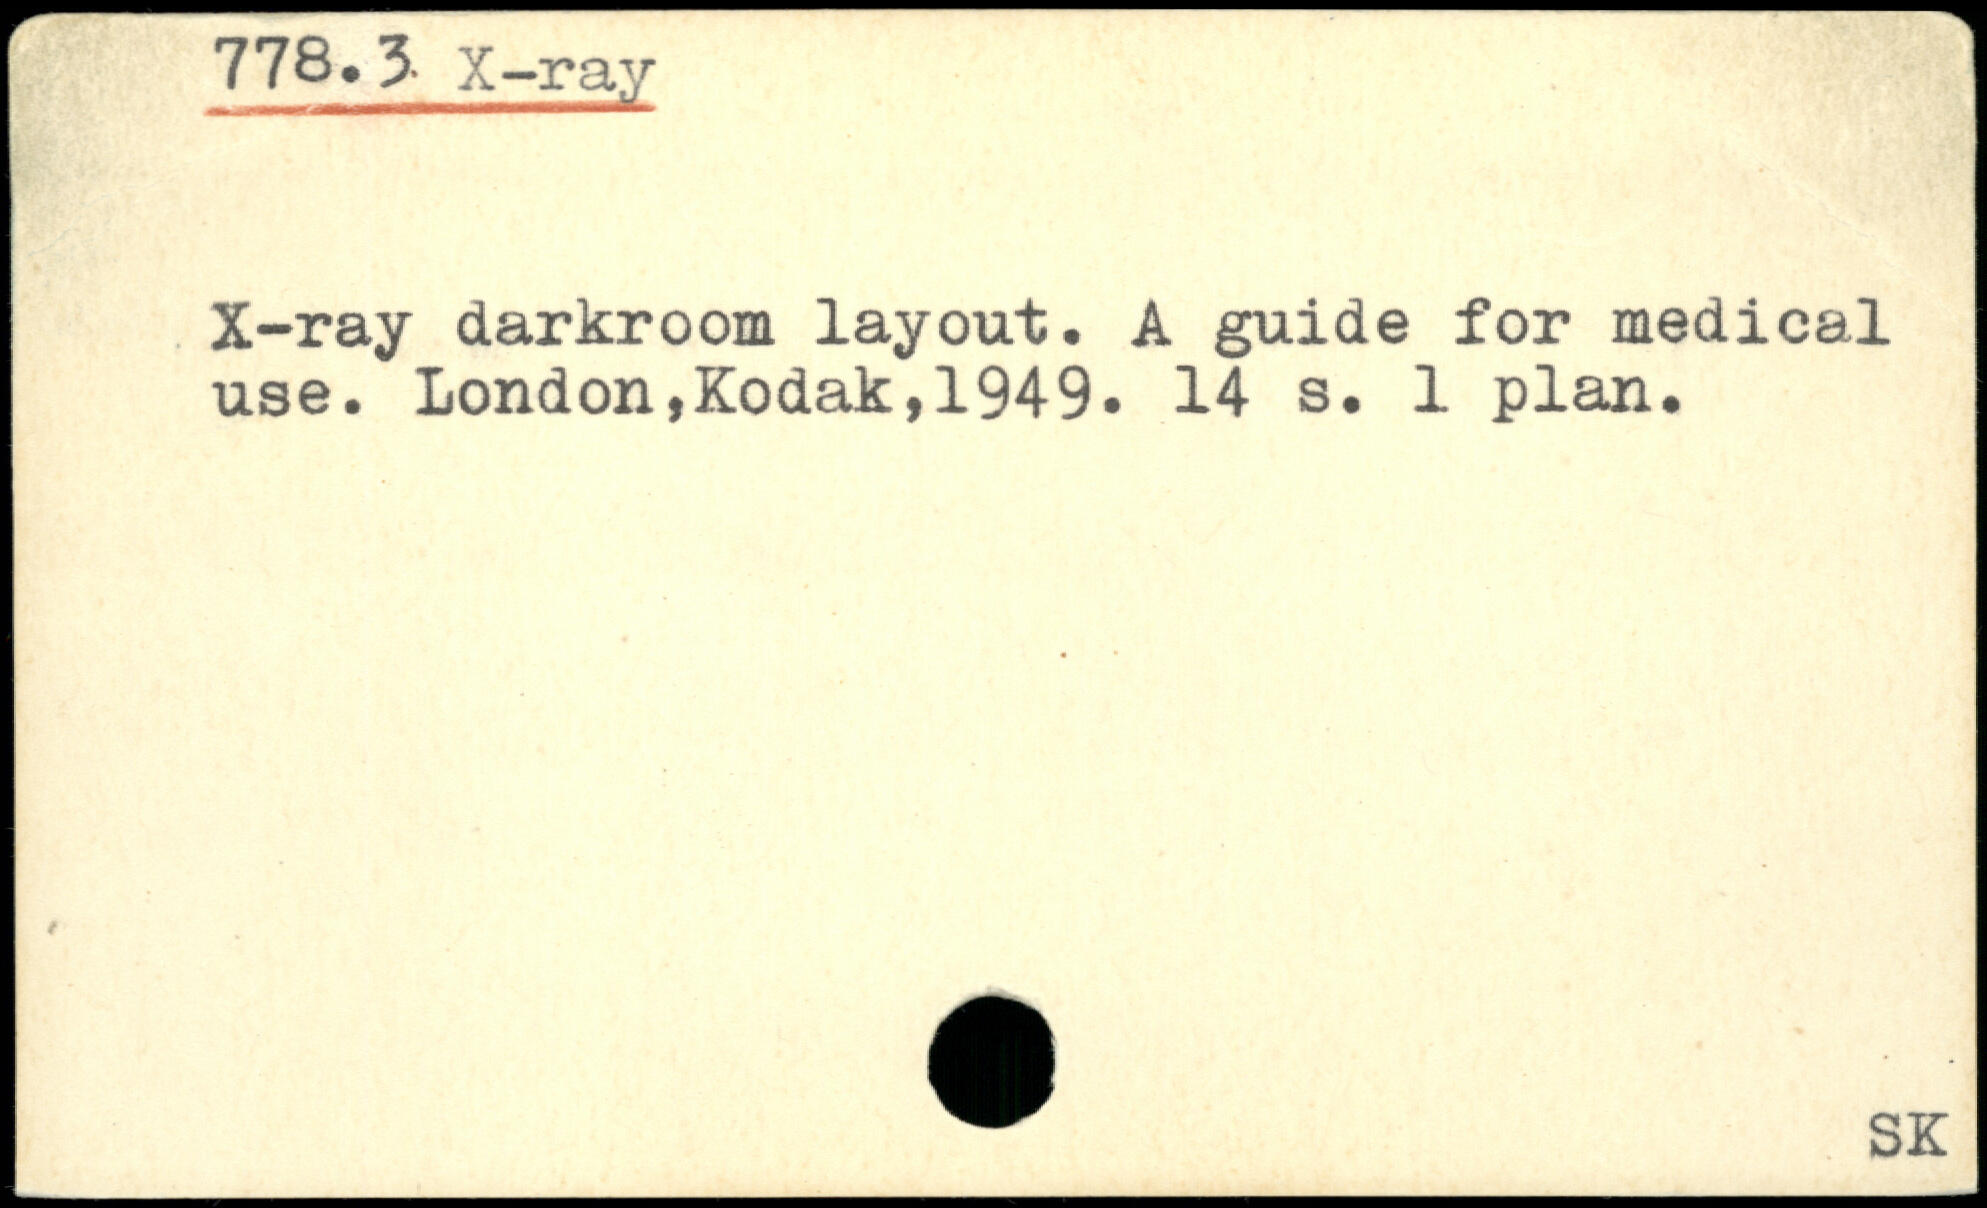 778.3 X-ray
X-ray darkroom layout. A guide for medical
use. London,Kodak,1949. 14 s. 1 plan.
SK